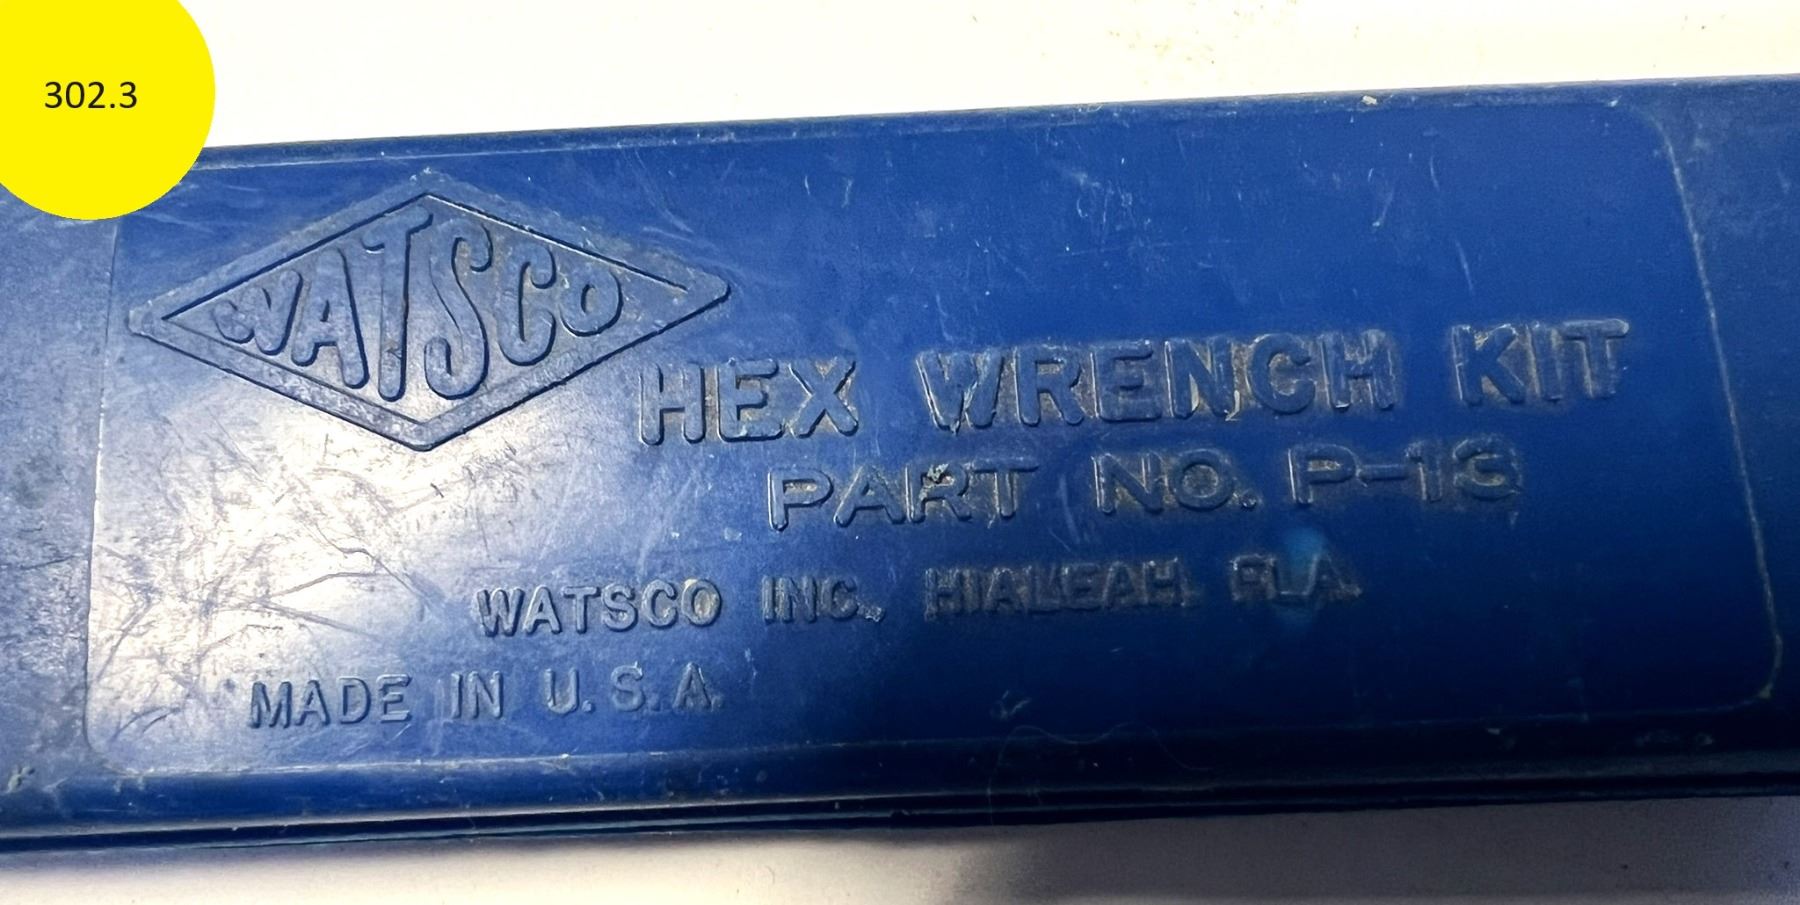 302.3
WATSCO
HEX WRENCH KIT
PART NO. P-13
WATSCO INC., HIALEAH, FLA.
MADE IN U.S.A.